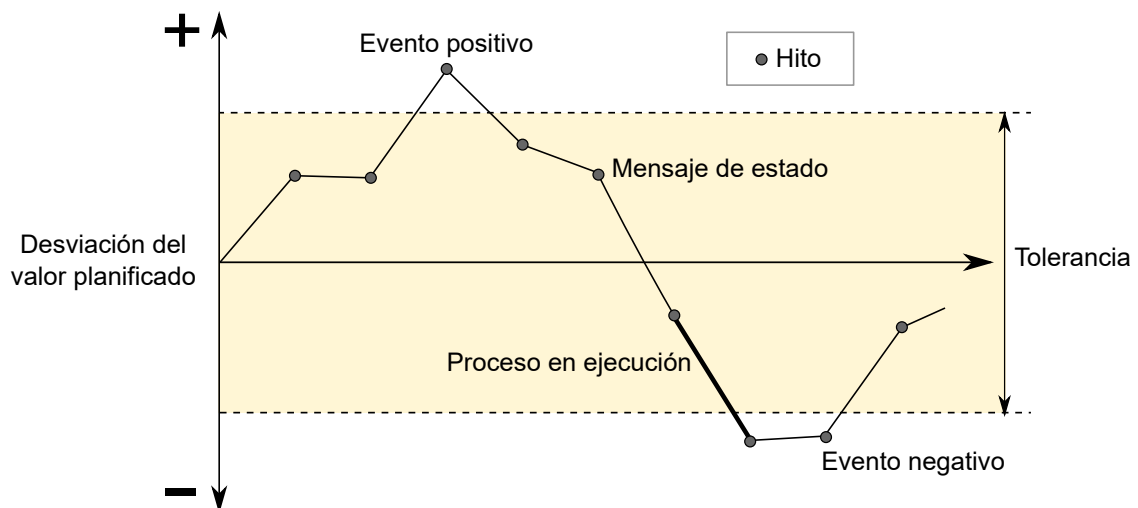 +
Evento positivo
Hito
Mensaje de estado
Desviación del
valor planificado
Tolerancia
Proceso en ejecución
Evento negativo
−